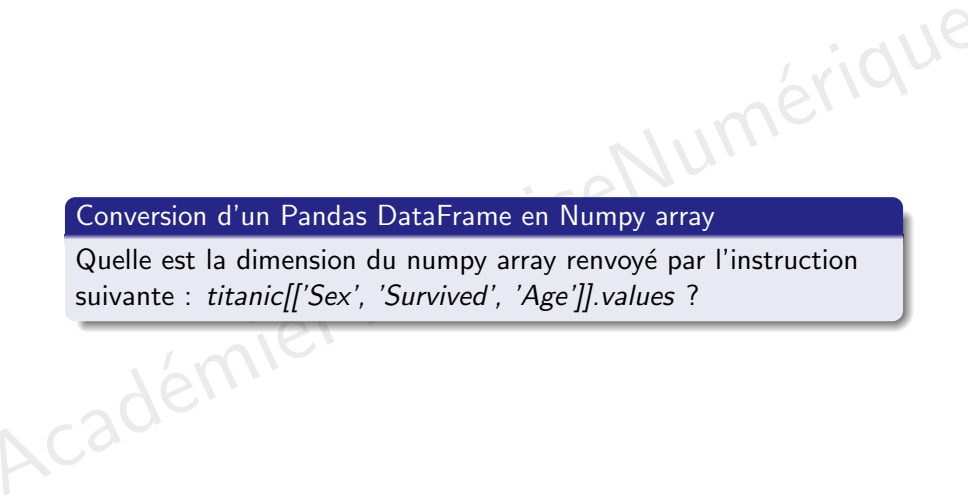 Conversion d'un Pandas DataFrame en Numpy array
Quelle est la dimension du numpy array renvoyé par l'instruction
suivante : titanic[['Sex', 'Survived', 'Age']].values ?